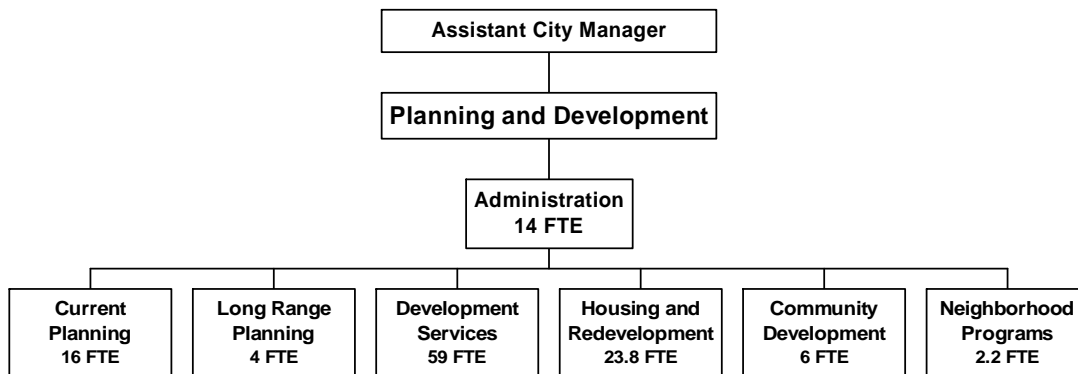 Assistant City Manager
Planning and Development
Administration
14 FTE
Current
Planning
16 FTE
Long Range
Planning
4 FTE
Development
Services
59 FTE
Housing and
Redevelopment
23.8 FTE
Community
Development
6 FTE
Neighborhood
Programs
2.2 FTE